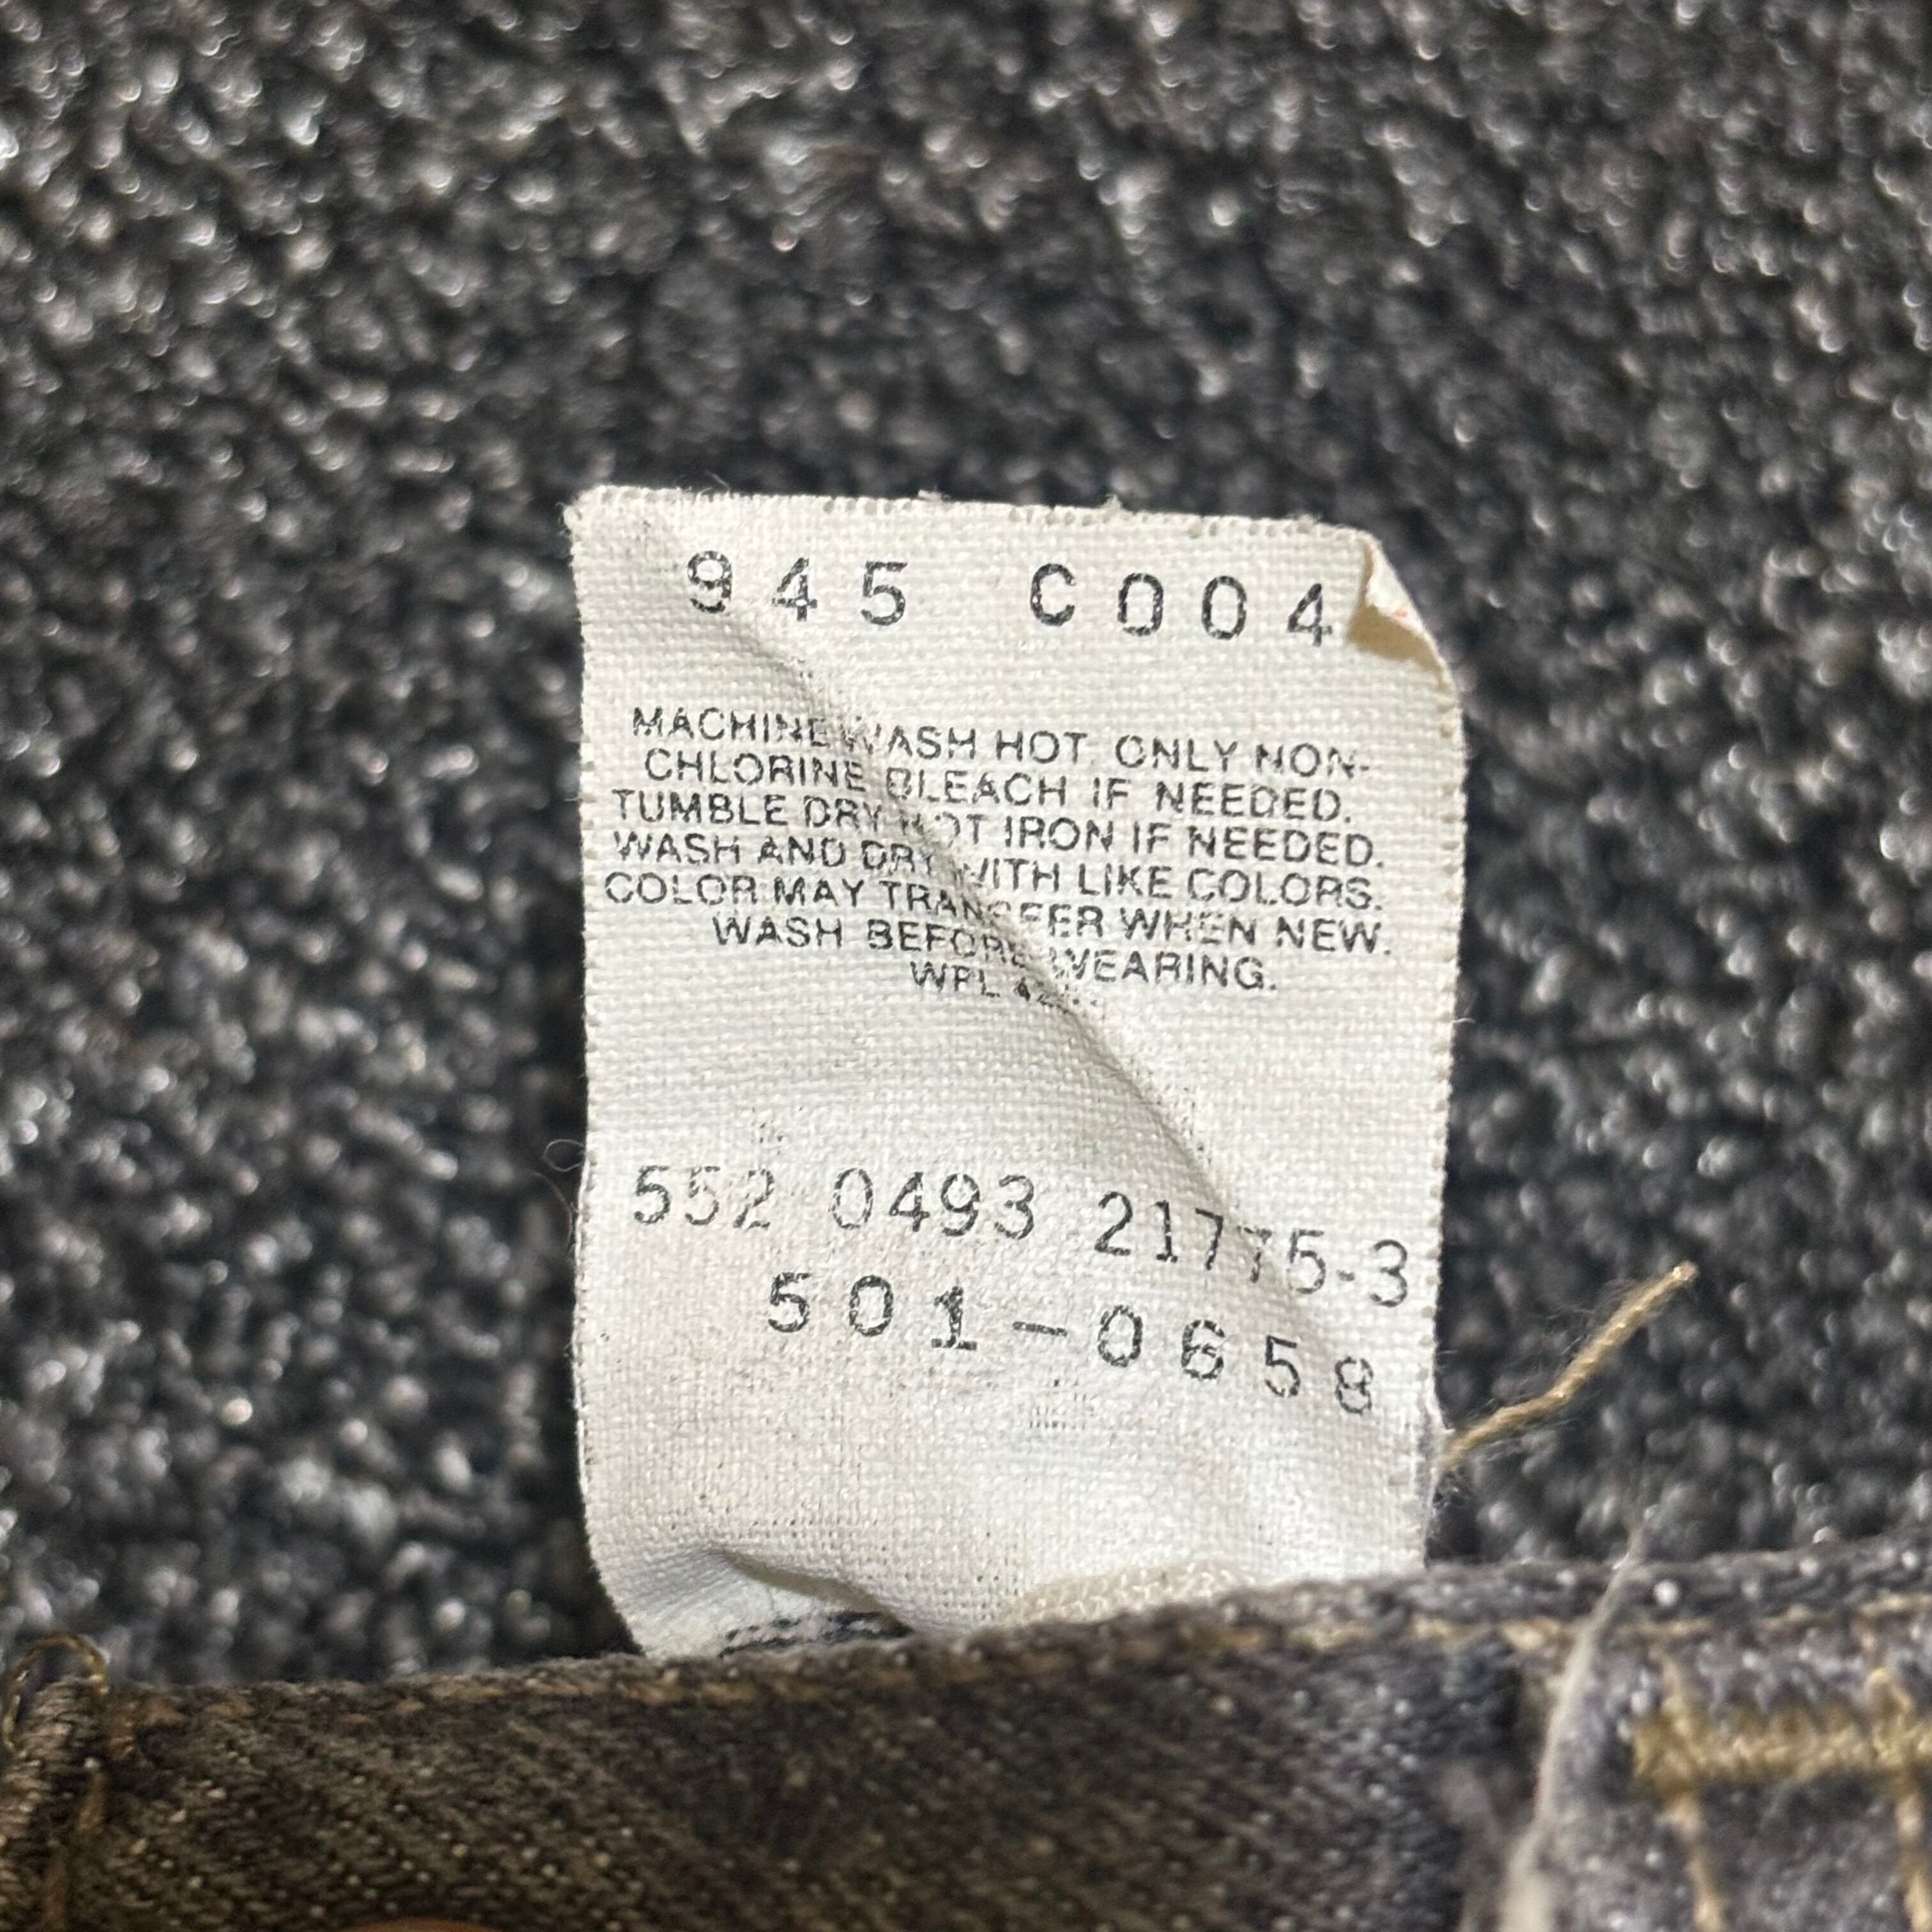 945 C004
MACHINE WASH HOT. ONLY NON-
CHLORINE BLEACH IF NEEDED.
TUMBLE DRY HOT IRON IF NEEDED.
WASH AND DRY WITH LIKE COLORS.
COLOR MAY TRANSFER WHEN NEW.
WASH BEFORE WEARING.
WPL
552 0493 21775-3
501-0658